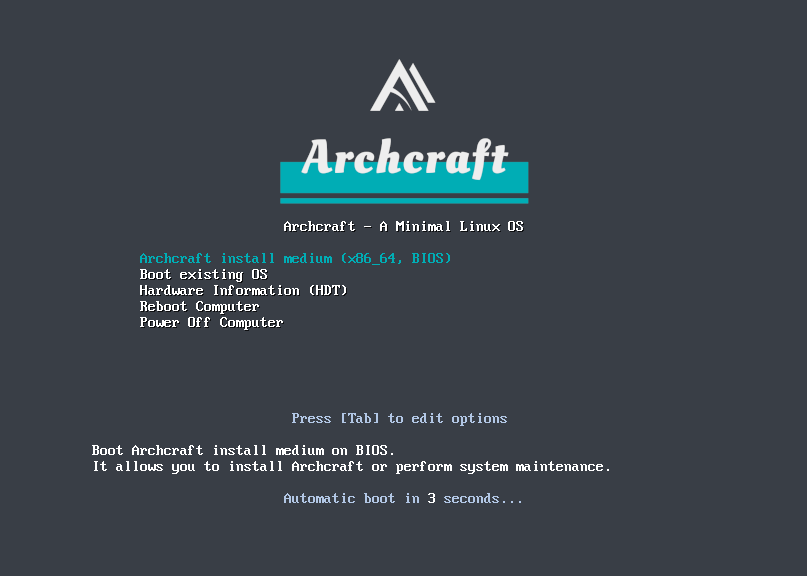 Archcraft
Archcraft - A Minimal Linux OS
Archcraft install medium (x86_64, BIOS)
Boot existing OS
Hardware Information (HDT)
Reboot Computer
Power Off Computer
Press [Tab] to edit options
Boot Archcraft install medium on BIOS.
It allows you to install Archcraft or perform system maintenance.
Automatic boot in 3 seconds...